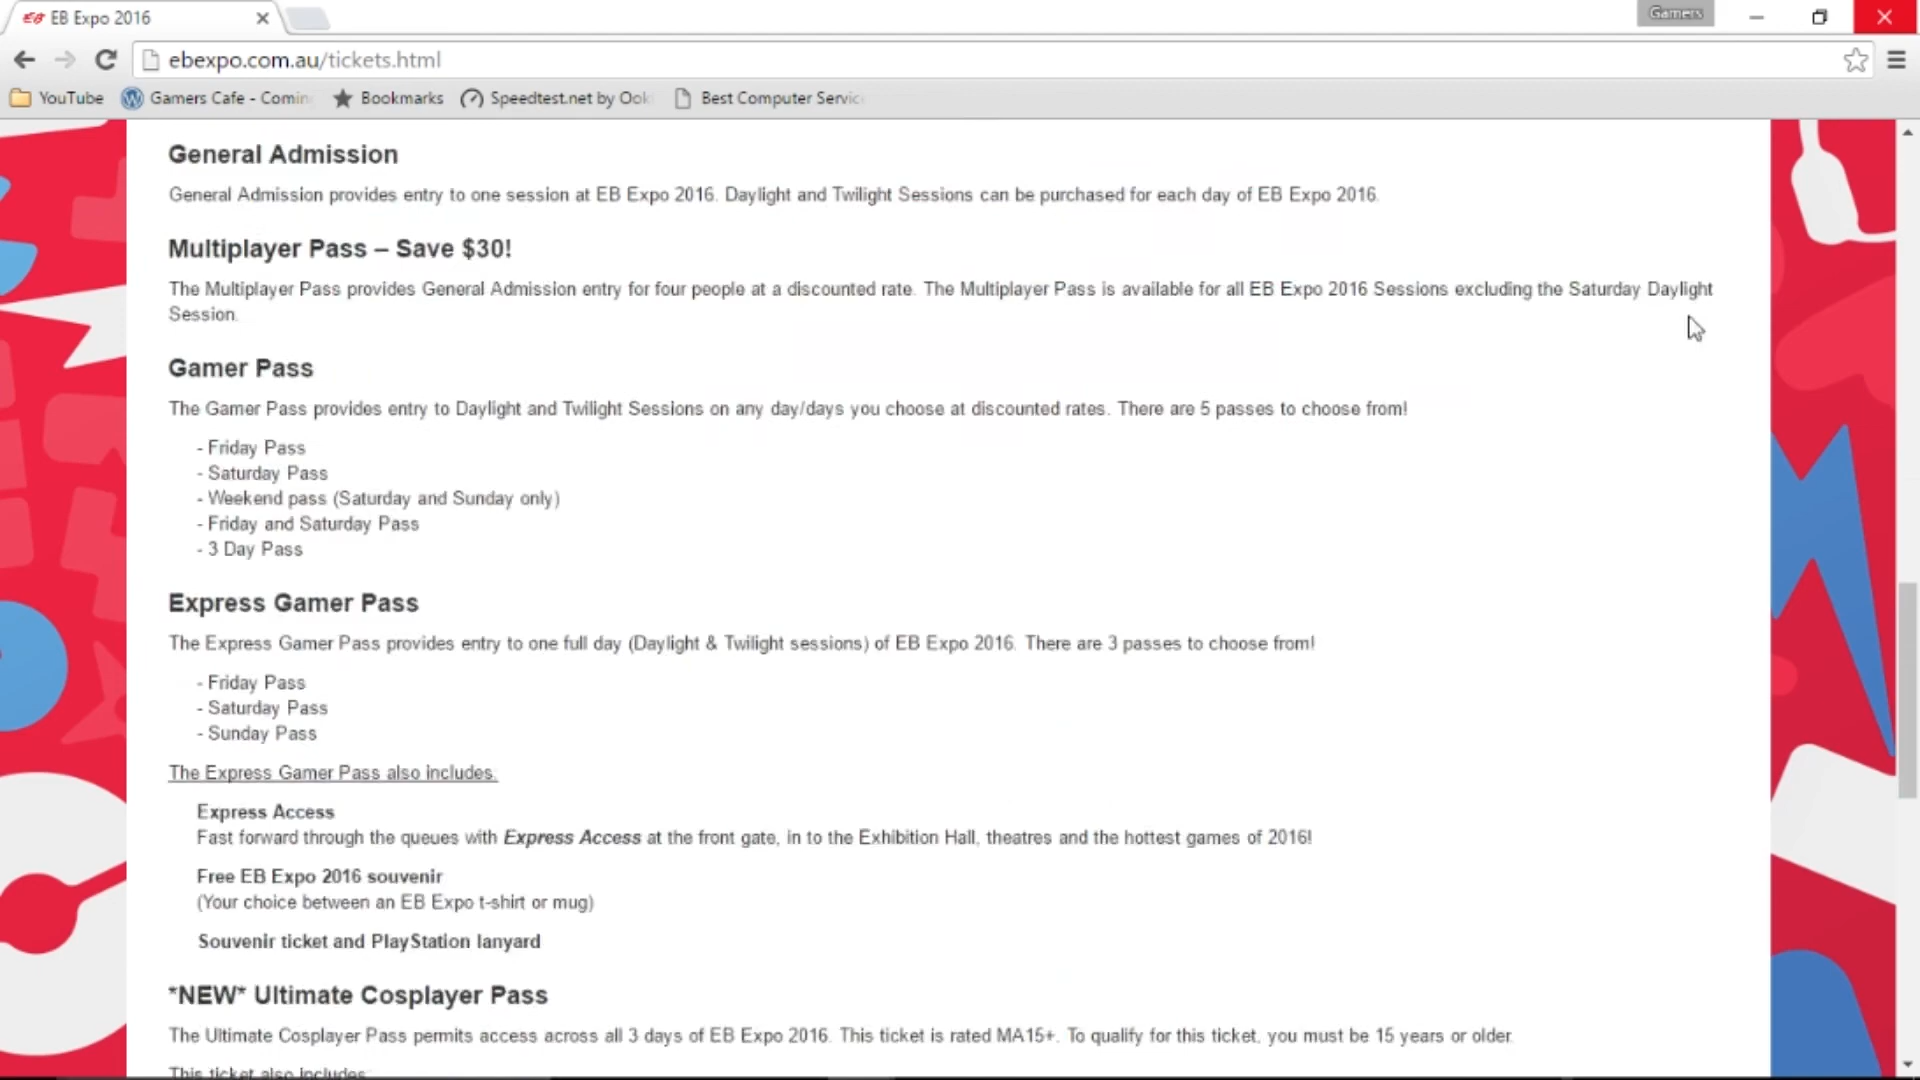 EB EB Expo 2016
Gamers
ebexpo.com.au/tickets.html
YouTube Gamers Cafe - Coming Bookmarks Speedtest.net by Ook Best Computer Servic
General Admission
General Admission provides entry to one session at EB Expo 2016. Daylight and Twilight Sessions can be purchased for each day of EB Expo 2016.
Multiplayer Pass – Save $30!
The Multiplayer Pass provides General Admission entry for four people at a discounted rate. The Multiplayer Pass is available for all EB Expo 2016 Sessions excluding the Saturday Daylight
Session.
Gamer Pass
The Gamer Pass provides entry to Daylight and Twilight Sessions on any day/days you choose at discounted rates. There are 5 passes to choose from!
- Friday Pass
- Saturday Pass
- Weekend pass (Saturday and Sunday only)
- Friday and Saturday Pass
- 3 Day Pass
Express Gamer Pass
The Express Gamer Pass provides entry to one full day (Daylight & Twilight sessions) of EB Expo 2016. There are 3 passes to choose from!
- Friday Pass
- Saturday Pass
- Sunday Pass
The Express Gamer Pass also includes:
Express Access
Fast forward through the queues with Express Access at the front gate, in to the Exhibition Hall, theatres and the hottest games of 2016!
Free EB Expo 2016 souvenir
(Your choice between an EB Expo t-shirt or mug)
Souvenir ticket and PlayStation lanyard
*NEW* Ultimate Cosplayer Pass
The Ultimate Cosplayer Pass permits access across all 3 days of EB Expo 2016. This ticket is rated MA15+. To qualify for this ticket, you must be 15 years or older.
This ticket also includes: